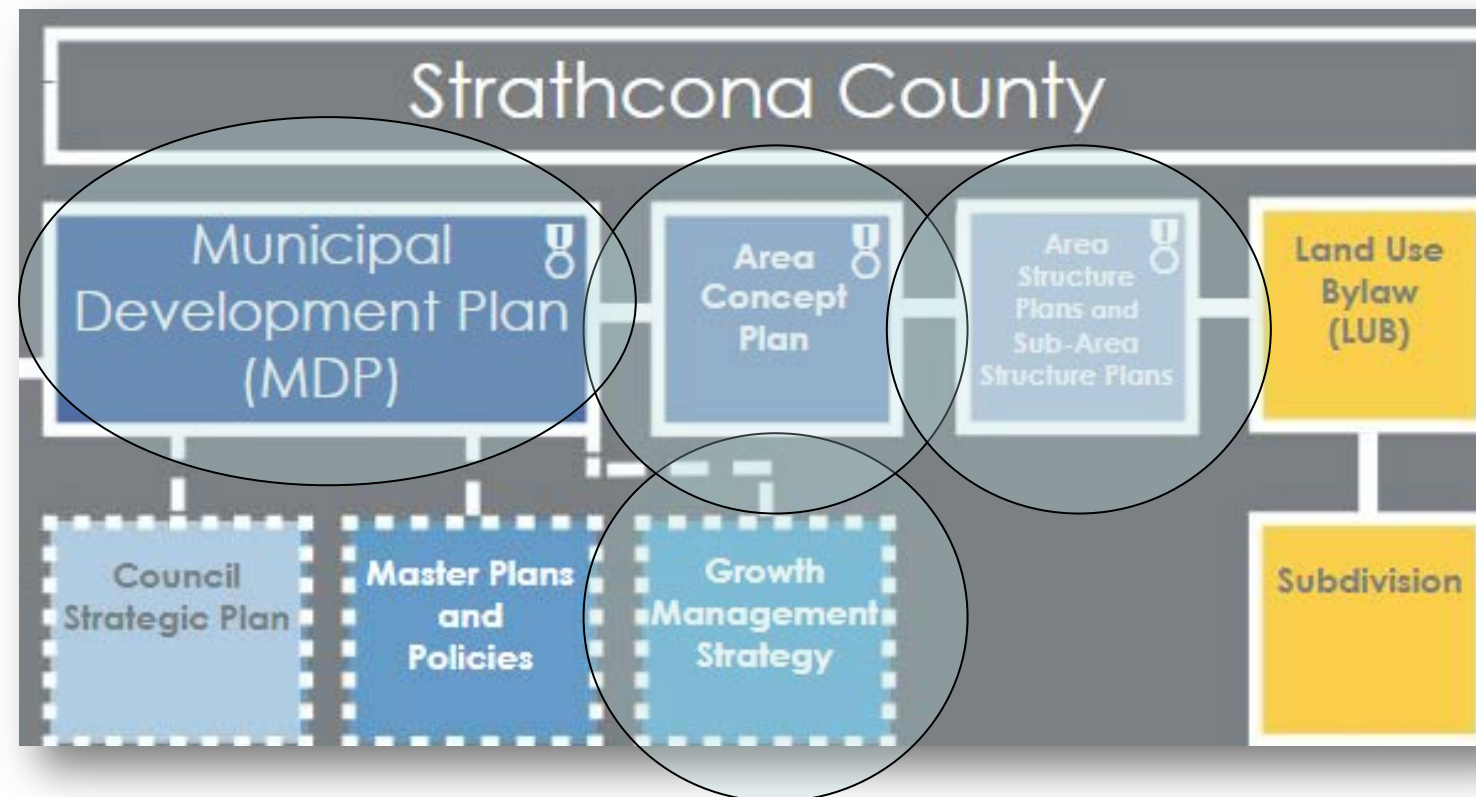 Strathcona County
Municipal
Development Plan
(MDP)
Area
Concept
Plan
Area
Structure
Plans and
Sub-Area
Structure Plans
Land Use
Bylaw
(LUB)
Council
Strategic Plan
Master Plans
and
Policies
Growth
Management
Strategy
Subdivision